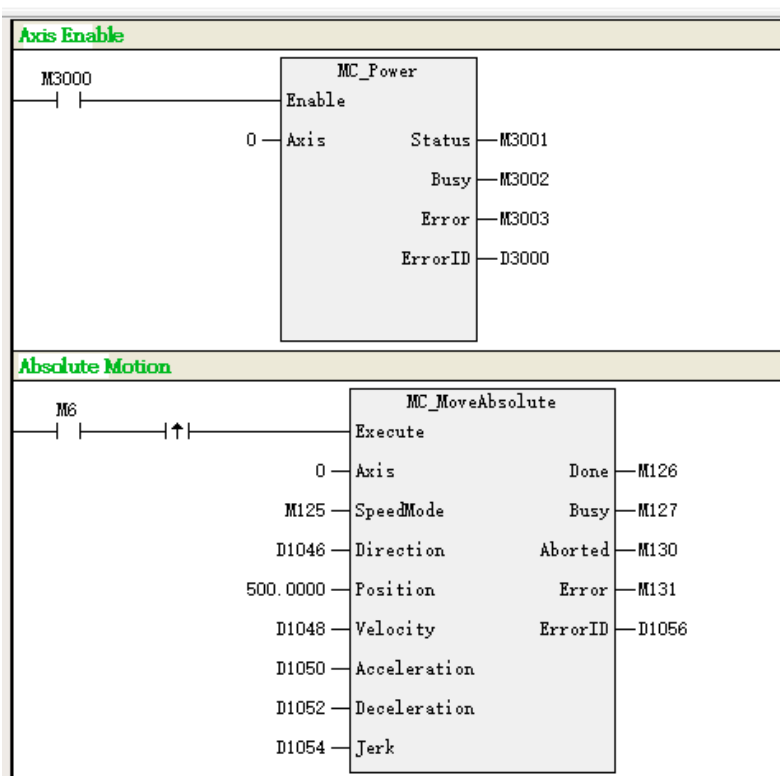 Axis Enable
M3000
MC_Power
Enable
0 Axis Status M3001
Busy M3002
Error M3003
ErrorID D3000
Absolute Motion
M6
MC_MoveAbsolute
Execute
0 Axis Done M126
M125 SpeedMode Busy M127
D1046 Direction Aborted M130
500.0000 Position Error M131
D1048 Velocity ErrorID D1056
D1050 Acceleration
D1052 Deceleration
D1054 Jerk